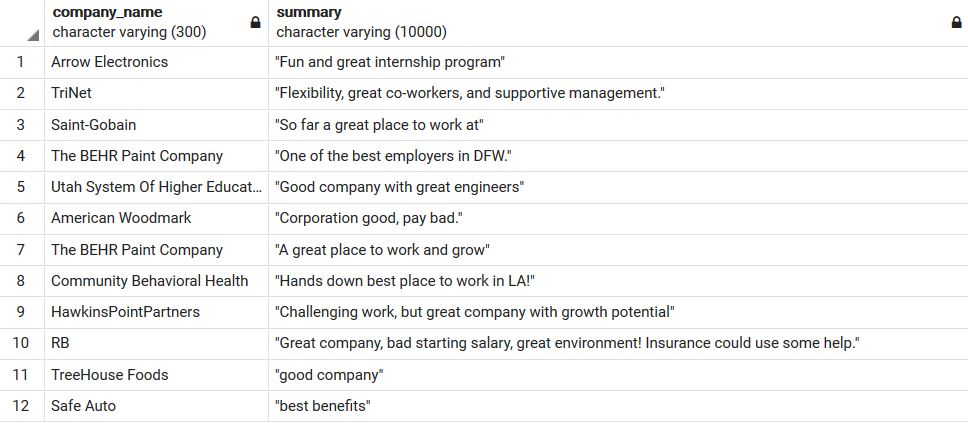 company_name summary
character varying (300) character varying (10000)
1 Arrow Electronics "Fun and great internship program"
2 TriNet "Flexibility, great co-workers, and supportive management."
3 Saint-Gobain "So far a great place to work at"
4 The BEHR Paint Company "One of the best employers in DFW."
5 Utah System Of Higher Educat... "Good company with great engineers"
6 American Woodmark "Corporation good, pay bad."
7 The BEHR Paint Company "A great place to work and grow"
8 Community Behavioral Health "Hands down best place to work in LA!"
9 HawkinsPointPartners "Challenging work, but great company with growth potential"
10 RB "Great company, bad starting salary, great environment! Insurance could use some help."
11 TreeHouse Foods "good company"
12 Safe Auto "best benefits"